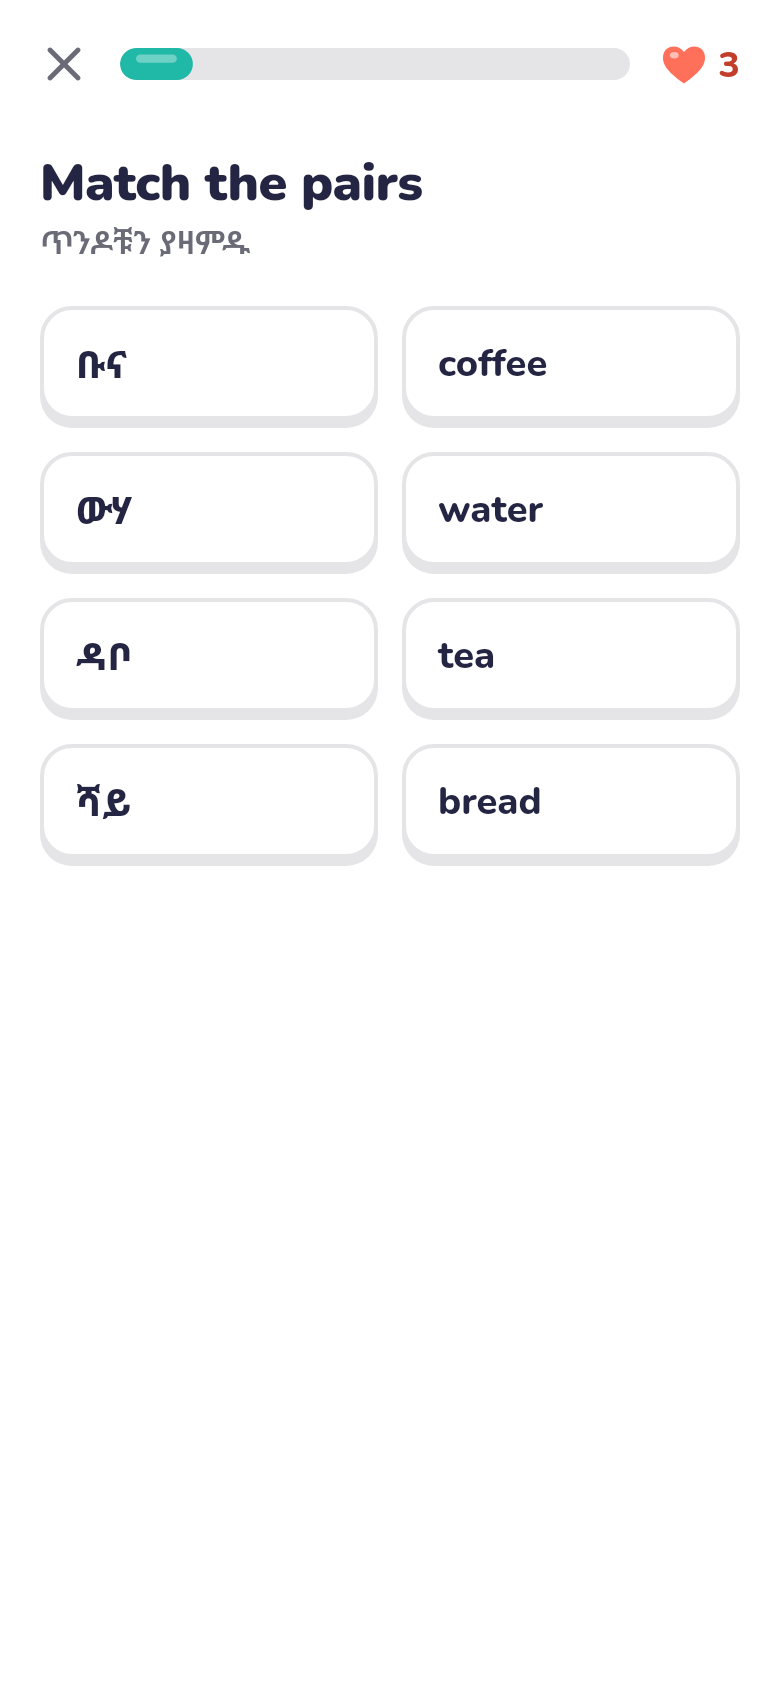 3
Match the pairs
ጥንዶቹን ያዛምዱ
ቡና
coffee
ውሃ
water
ዳቦ
tea
ሻይ
bread